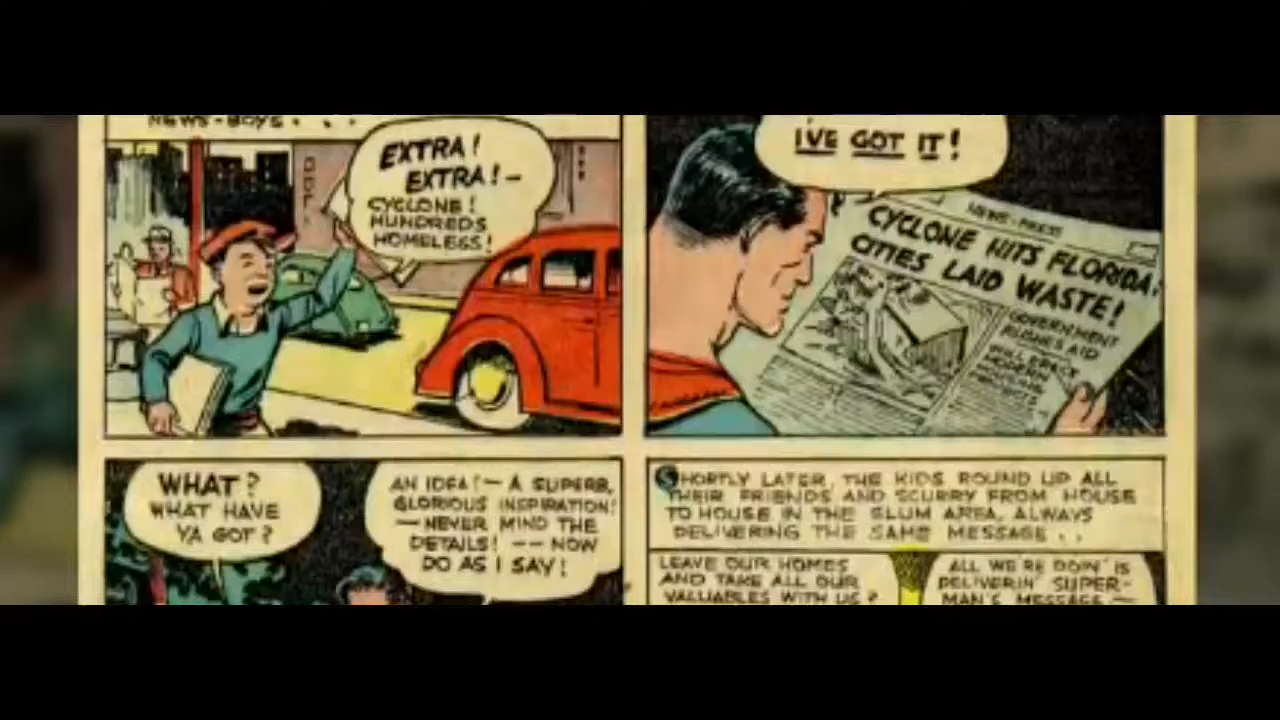 NEWS-BOYS . . .
EXTRA!
EXTRA!—
CYCLONE!
HUNDREDS
HOMELESS!
I'VE GOT IT!
NEWS-PRESS
CYCLONE HITS FLORIDA!
CITIES LAID WASTE!
GOVERNMENT
RUSHES AID
WHAT?
WHAT HAVE
YA GOT?
AN IDEA!— A SUPERB,
GLORIOUS INSPIRATION!
—NEVER MIND THE
DETAILS! —— NOW
DO AS I SAY!
SHORTLY LATER, THE KIDS ROUND UP ALL
THEIR FRIENDS AND SCURRY FROM HOUSE
TO HOUSE IN THE SLUM AREA, ALWAYS
DELIVERING THE SAME MESSAGE . .
LEAVE OUR HOMES
AND TAKE ALL OUR
VALUABLES WITH US?
ALL WE'RE DOIN' IS
DELIVERIN' SUPER-
MAN'S MESSAGE.—